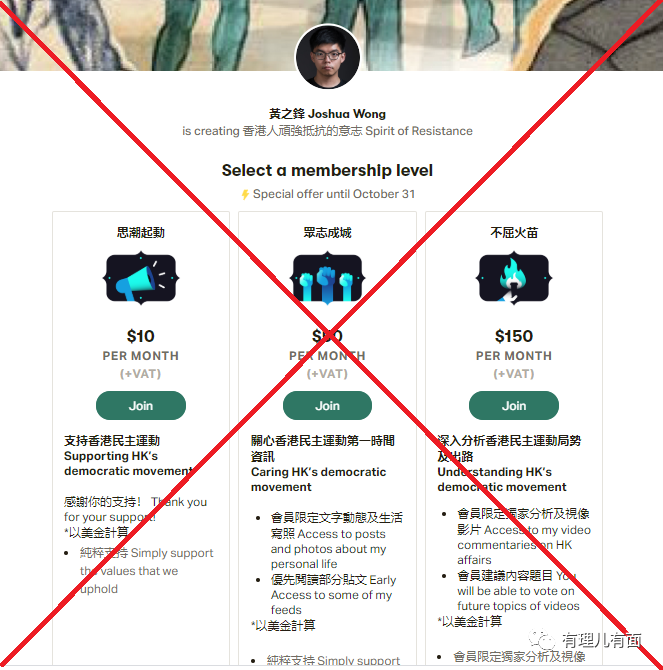 黃之鋒 Joshua Wong
is creating 香港人頑強抵抗的意志 Spirit of Resistance
Select a membership level
Special offer until October 31
思潮起動
$10
PER MONTH
(+VAT)
Join
支持香港民主運動
Supporting HK's
democratic movement
感謝你的支持！ Thank you
for your support!
*以美金計算
純粹支持 Simply support
the values that we
uphold
眾志成城
PER MONTH
(+VAT)
Join
關心香港民主運動第一時間
資訊
Caring HK's democratic
movement
會員限定文字動態及生活
寫照 Access to posts
and photos about my
personal life
優先閱讀部分貼文 Early
Access to some of my
feeds
*以美金計算
純粹支持 Simply support
不屈火苗
$150
PER MONTH
(+VAT)
Join
深入分析香港民主運動局勢
及出路
Understanding HK's
democratic movement
會員限定獨家分析及視像
影片 Access to my video
commentaries on HK
affairs
會員建議內容題目 You
will be able to vote on
future topics of videos
*以美金計算
會員限定獨家分析及視像
有理儿有面